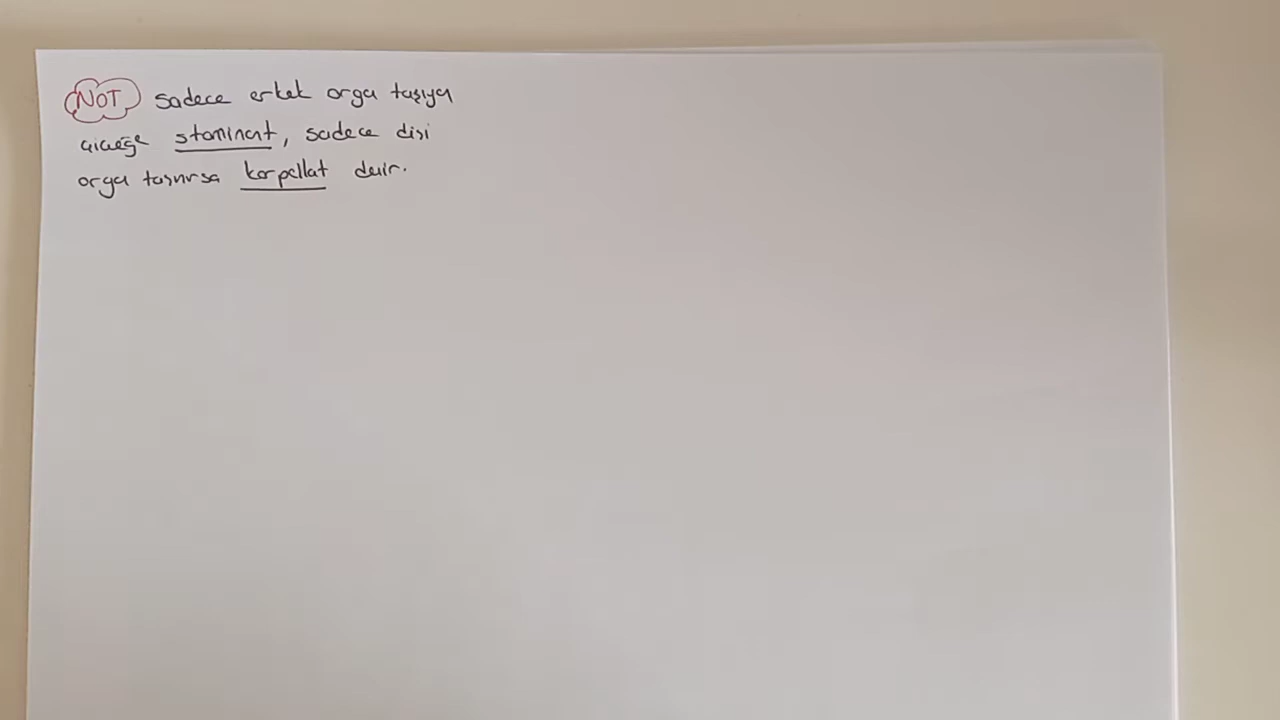 NOT sadece erkek organ taşıyan
çiçeğe staminat, sadece dişi
organ taşırsa karpellat denir.